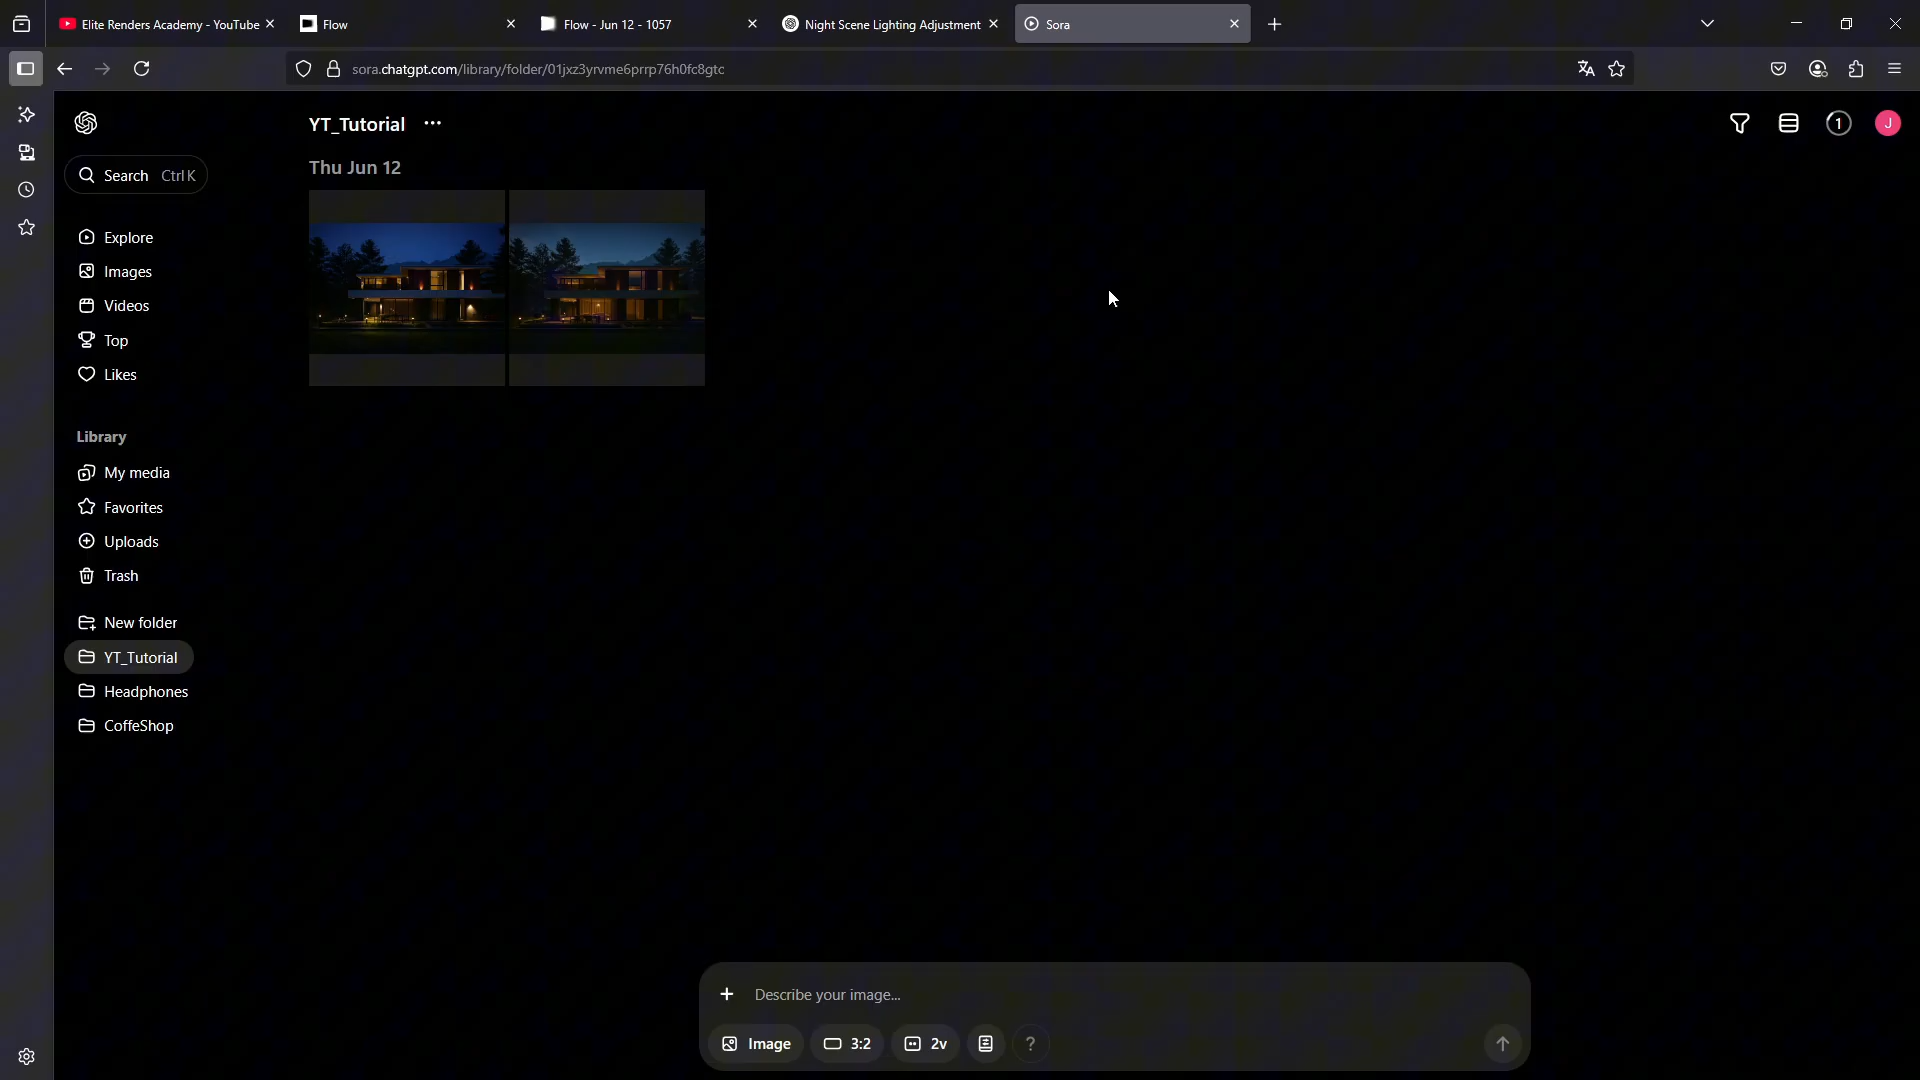 Elite Renders Academy - YouTube
Flow
Flow - Jun 12 - 1057
Night Scene Lighting Adjustment
Sora
sora.chatgpt.com/library/folder/01jxz3yrvme6prrp76h0fc8gtc
YT_Tutorial
1
J
Thu Jun 12
Search Ctrl K
Explore
Images
Videos
Top
Likes
Library
My media
Favorites
Uploads
Trash
New folder
YT_Tutorial
Headphones
CoffeShop
Describe your image...
Image
3:2
2v
?